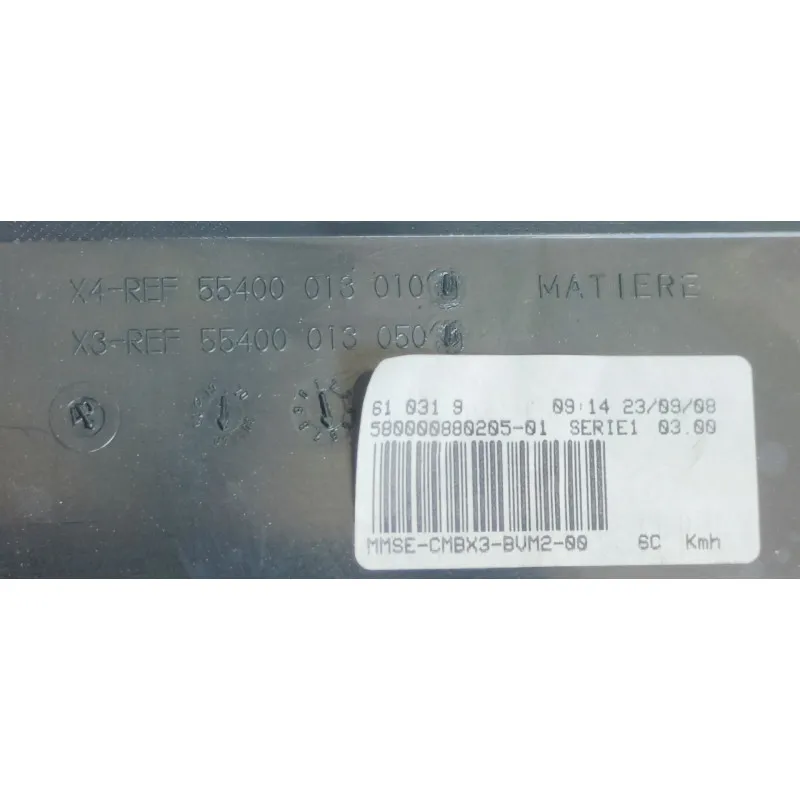 X4-REF 55400 013 010 MATIERE
X3-REF 55400 013 050
61 031 9 09:14 23/09/08
580000880205-01 SERIE1 03.00
MMSE-CMBX3-BVM2-00 6C Kmh